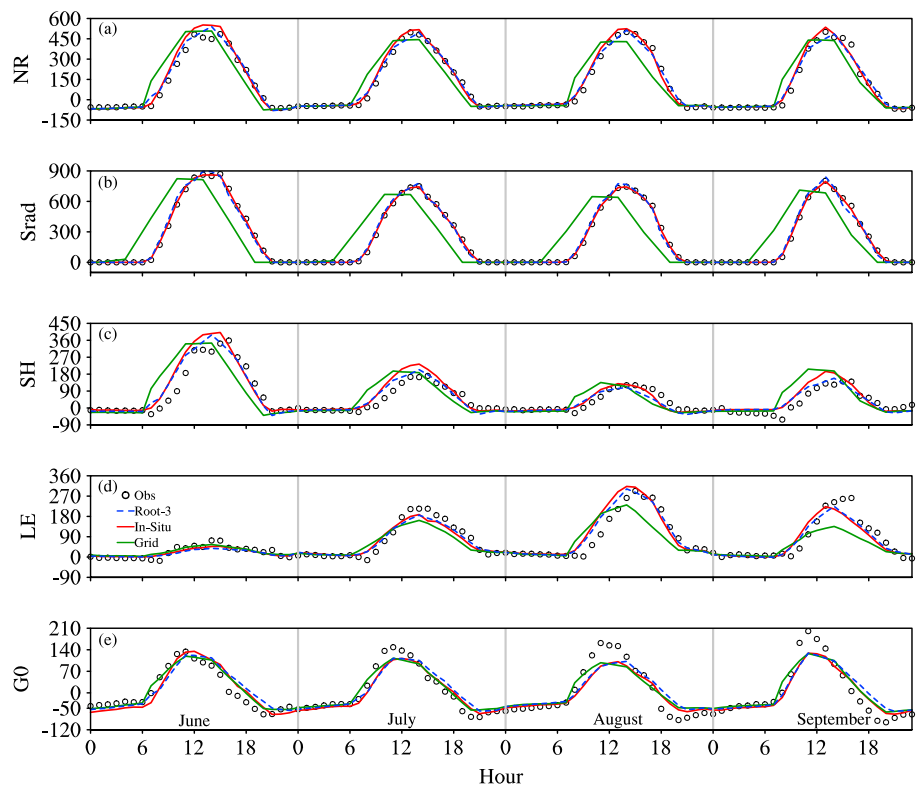 (a)
NR
600
450
300
150
0
-150
(b)
Srad
900
600
300
0
(c)
SH
450
360
270
180
90
0
-90
(d)
LE
360
270
180
90
0
-90
Obs
Root-3
In-Situ
Grid
(e)
G0
210
140
70
0
-50
-120
June
July
August
September
0 6 12 18 0 6 12 18 0 6 12 18 0 6 12 18
Hour